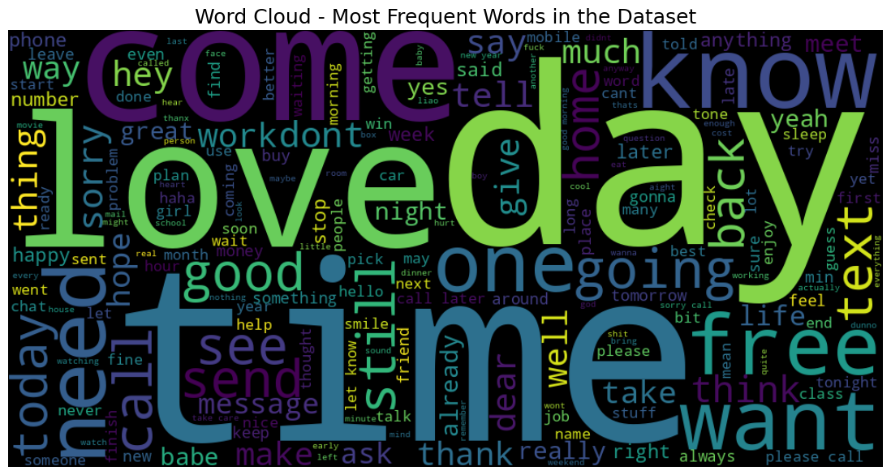 Word Cloud - Most Frequent Words in the Dataset
phone
leave
even
last
face
come
say
mobile
fuck
told
anything
meet
know
way
hey
done
find
called
better
baby
waiting
morning
getting
said
new year
another
much
didnt
anyway
word
late
start
number
hear
liao
yes
tell
home
cant
thats
thing
movie
ready
sorry
great
thanx
person
workdont
box
week
win
good morning
enough
cost
tone
yeah
sleep
miss
love
day
problem
use
buy
question
later
try
yet
plan
heart
maybe
room
car
give
eat
boy
cool
aight
back
check
haha
girl
coming
school
look
night
hurt
long
place
gonna
many
first
mail
might
soon
stop
people
wanna
sure
lot
enjoy
guess
everything
happy
sent
real
wait
month
money
little
pick
may
one
going
best
working
min
text
every
went
hope
hour
good
dinner
hello
next
tomorrow
actually
feel
chat
house
let
nothing
something
call later
around
god
sorry call
life
end
dunno
need
today
call
time
year
see
help
smile
still
shit
bring
bit
please
free
fine
send
sound
thought
let know
friend
already
well
mean
quite
tonight
never
watching
message
dear
take
think
class
want
finish
take care
nice
minute
talk
remember
wont
stuff
job
name
someone
watch
new
babe
make
keep
early
left
mind
ask
thank
really
weekend
right
always
please call